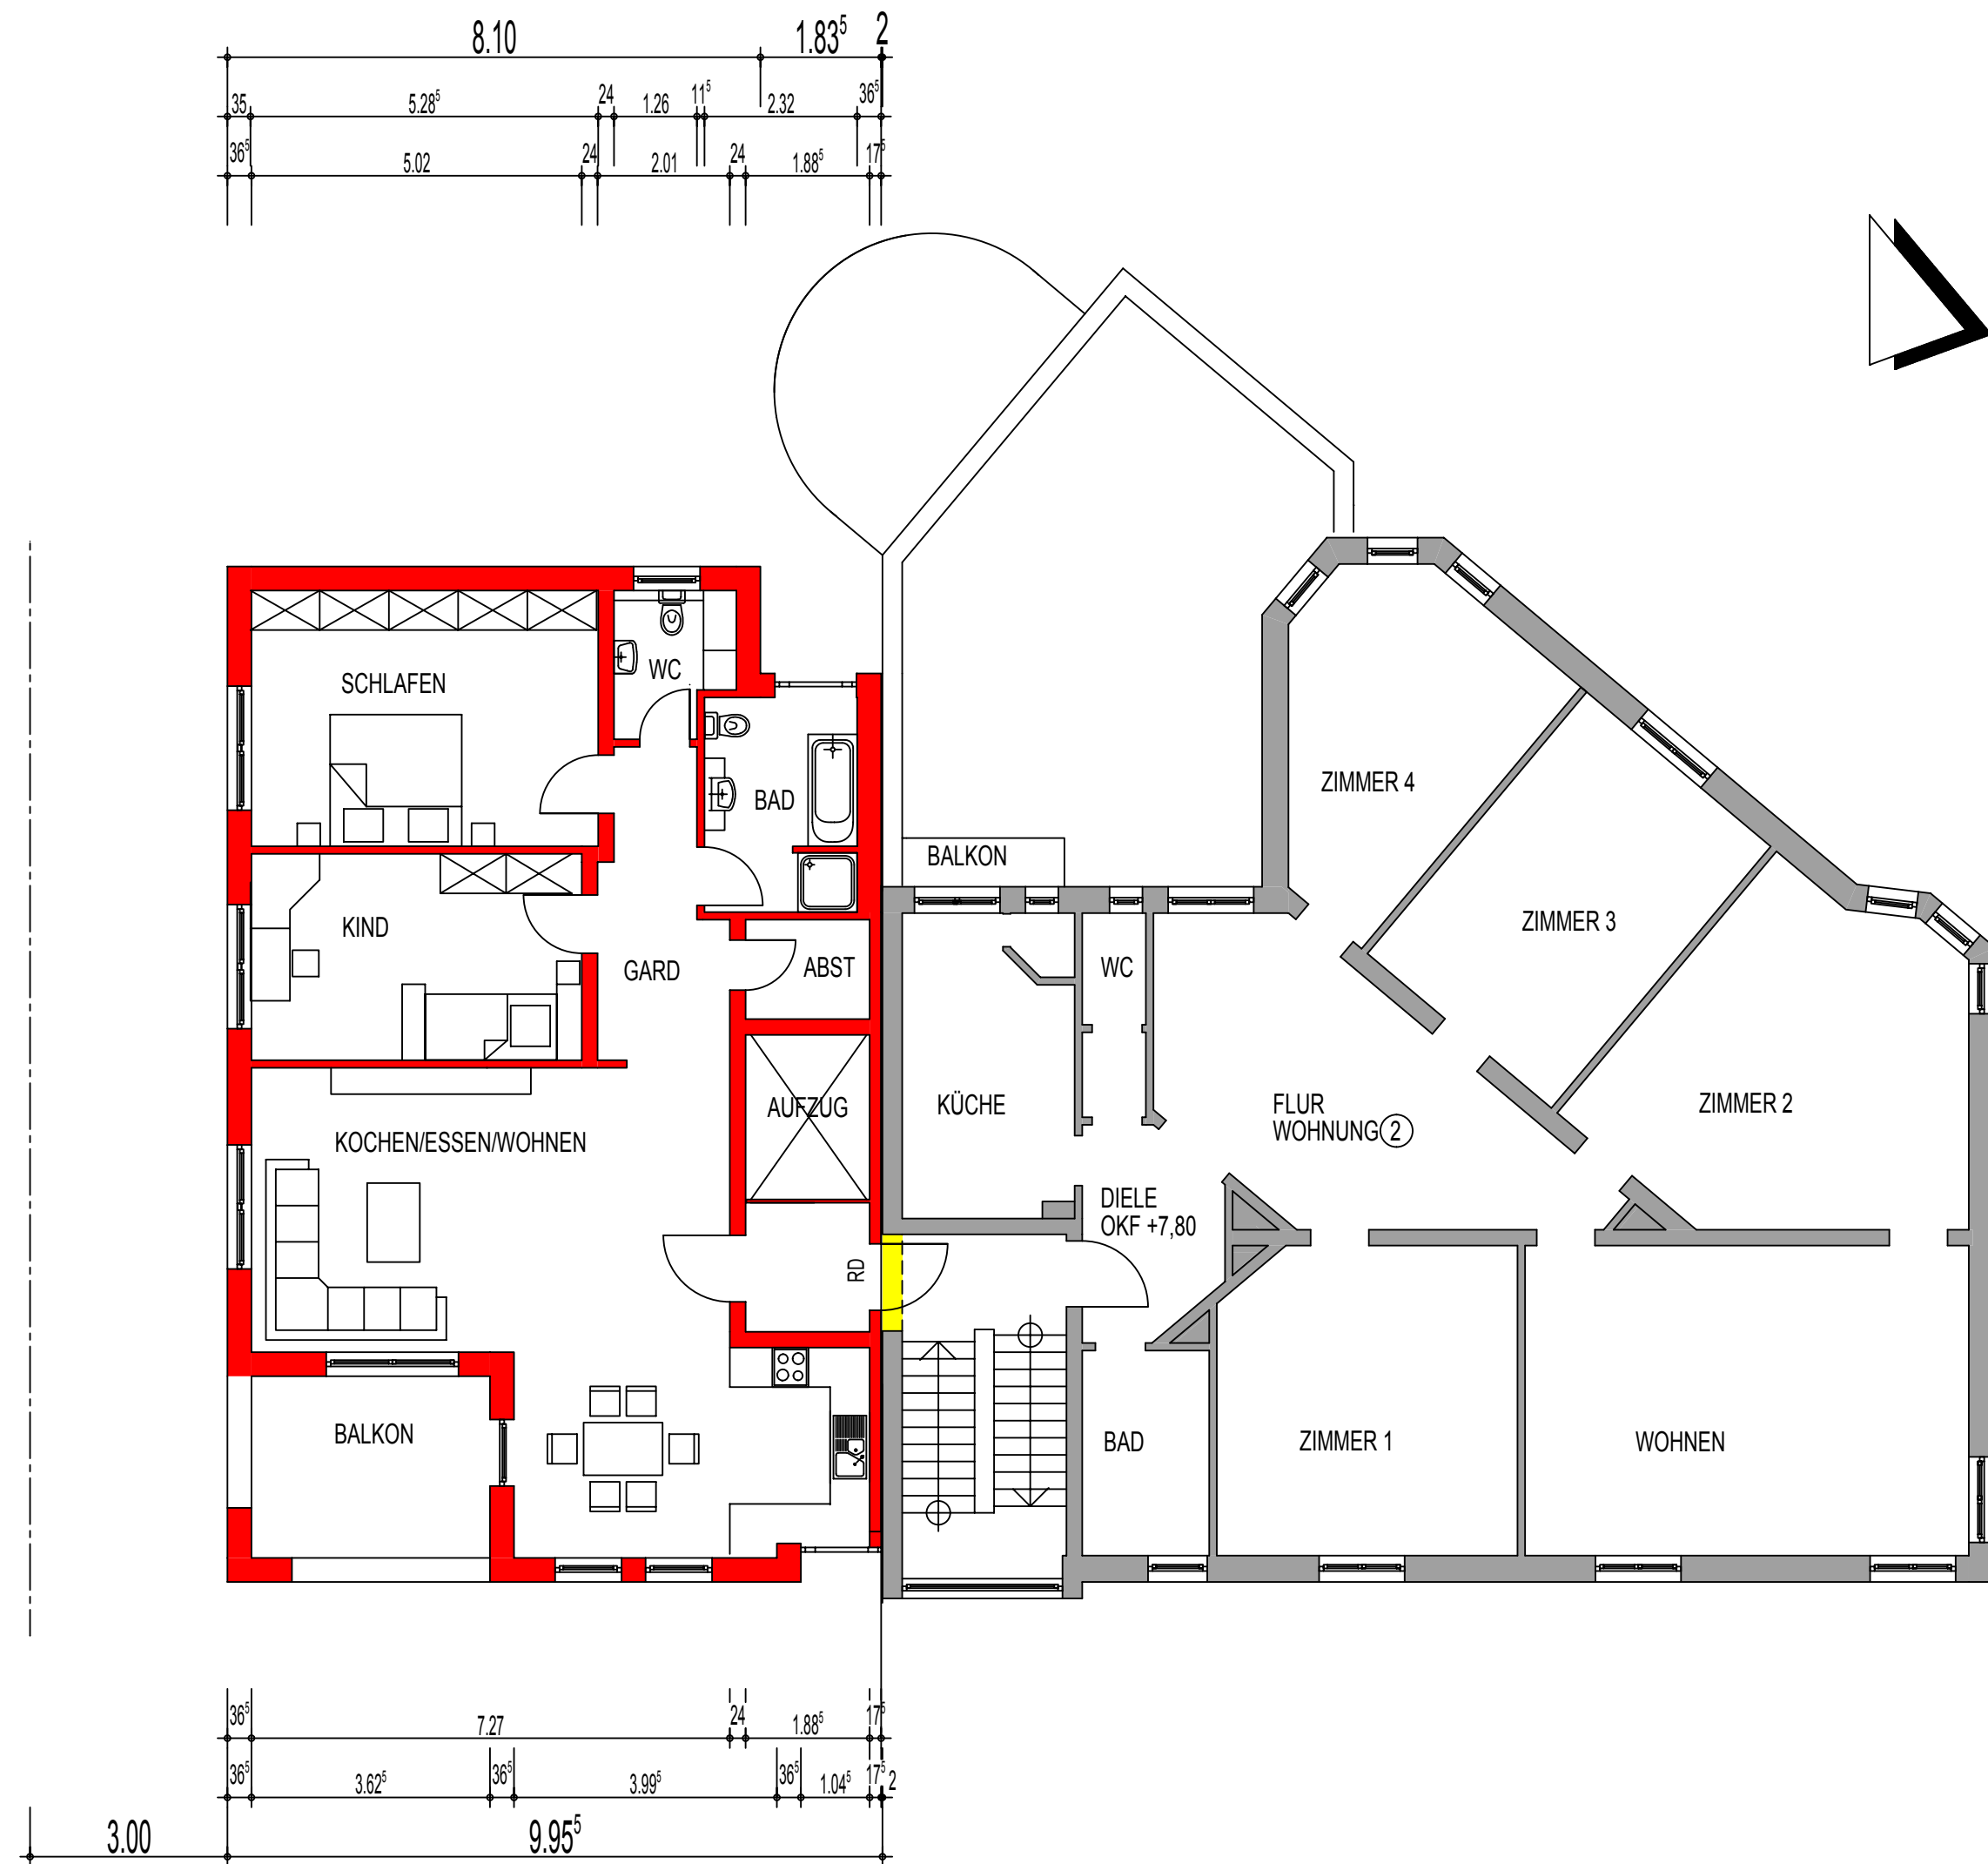 8.10 1.83⁵ 2
35 5.28⁵ 24 1.26 11⁵ 2.32 36⁵
36⁵ 5.02 24 2.01 24 1.88⁵ 17⁵
SCHLAFEN
WC
BAD
ZIMMER 4
BALKON
KIND
ZIMMER 3
GARD
ABST
WC
AUFZUG
KÜCHE
FLUR
WOHNUNG 2
ZIMMER 2
KOCHEN/ESSEN/WOHNEN
DIELE
OKF +7,80
RD
BALKON
BAD
ZIMMER 1
WOHNEN
36⁵ 7.27 24 1.88⁵ 17⁵
36⁵ 3.62⁵ 36⁵ 3.99⁵ 36⁵ 1.04⁵ 17⁵ 2
3.00 9.95⁵